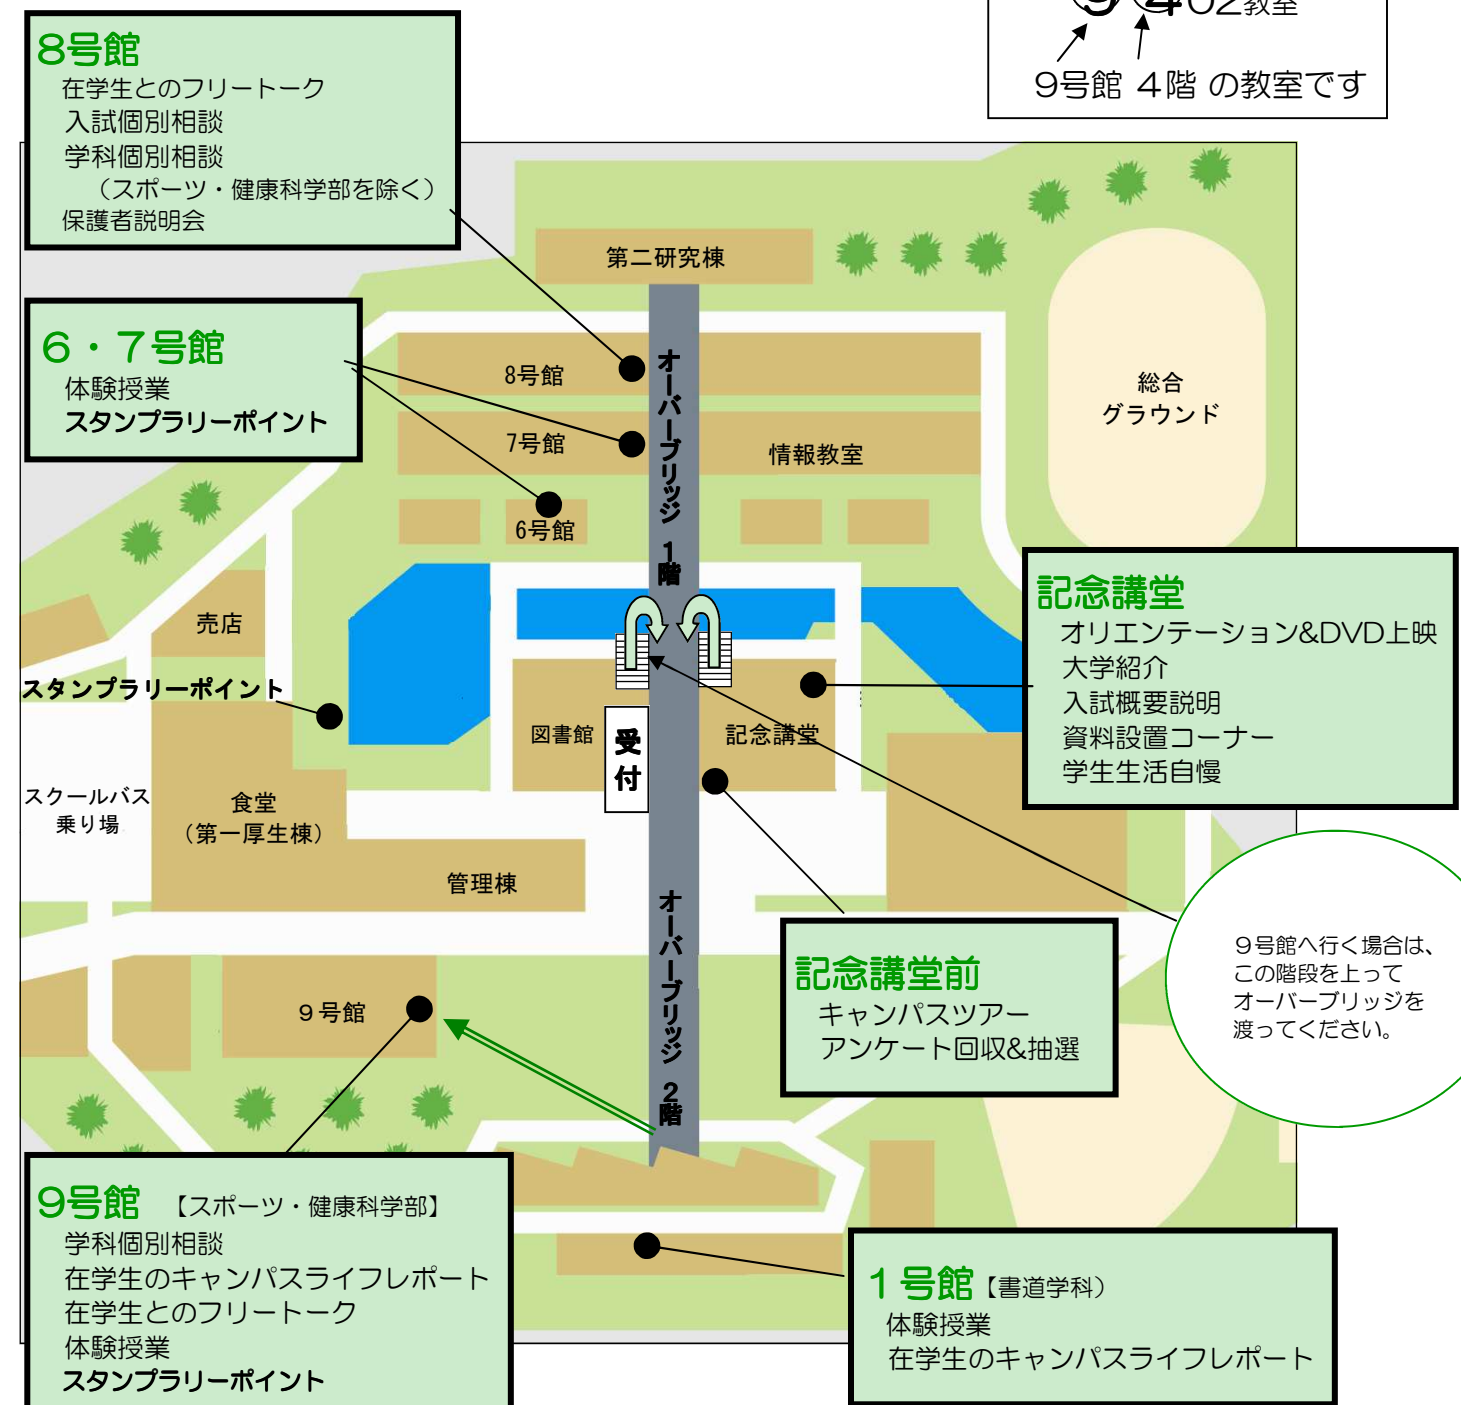 9402教室
9号館 4階 の教室です
8号館
在学生とのフリートーク
入試個別相談
学科個別相談
（スポーツ・健康科学部を除く）
保護者説明会
第二研究棟
6・7号館
体験授業
スタンプラリーポイント
8号館
7号館
6号館
オーバーブリッジ 1階
情報教室
総合
グラウンド
売店
スタンプラリーポイント
記念講堂
オリエンテーション&DVD上映
大学紹介
入試概要説明
資料設置コーナー
学生生活自慢
図書館
受付
記念講堂
スクールバス
乗り場
食堂
（第一厚生棟）
管理棟
オーバーブリッジ 2階
記念講堂前
キャンパスツアー
アンケート回収&抽選
9号館へ行く場合は、
この階段を上って
オーバーブリッジを
渡ってください。
9号館
9号館 【スポーツ・健康科学部】
学科個別相談
在学生のキャンパスライフレポート
在学生とのフリートーク
体験授業
スタンプラリーポイント
1号館【書道学科）
体験授業
在学生のキャンパスライフレポート